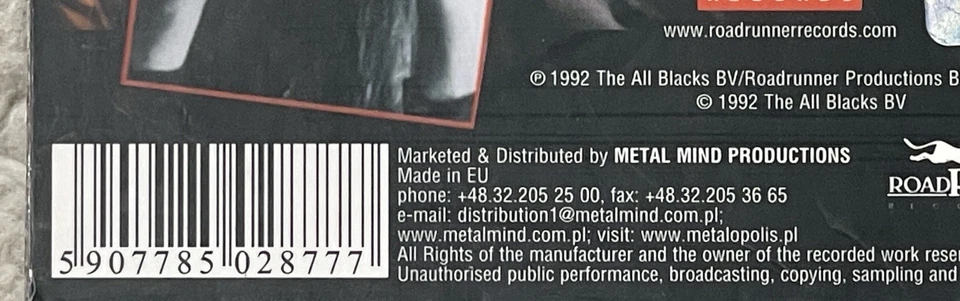 www.roadrunnerrecords.com
℗ 1992 The All Blacks BV/Roadrunner Productions B
© 1992 The All Blacks BV
Marketed & Distributed by METAL MIND PRODUCTIONS
Made in EU
phone: +48.32.205 25 00, fax: +48.32.205 36 65
e-mail: distribution1@metalmind.com.pl;
www.metalmind.com.pl; visit: www.metalopolis.pl
All Rights of the manufacturer and the owner of the recorded work rese
Unauthorised public performance, broadcasting, copying, sampling and
ROAD
5 907785 028777